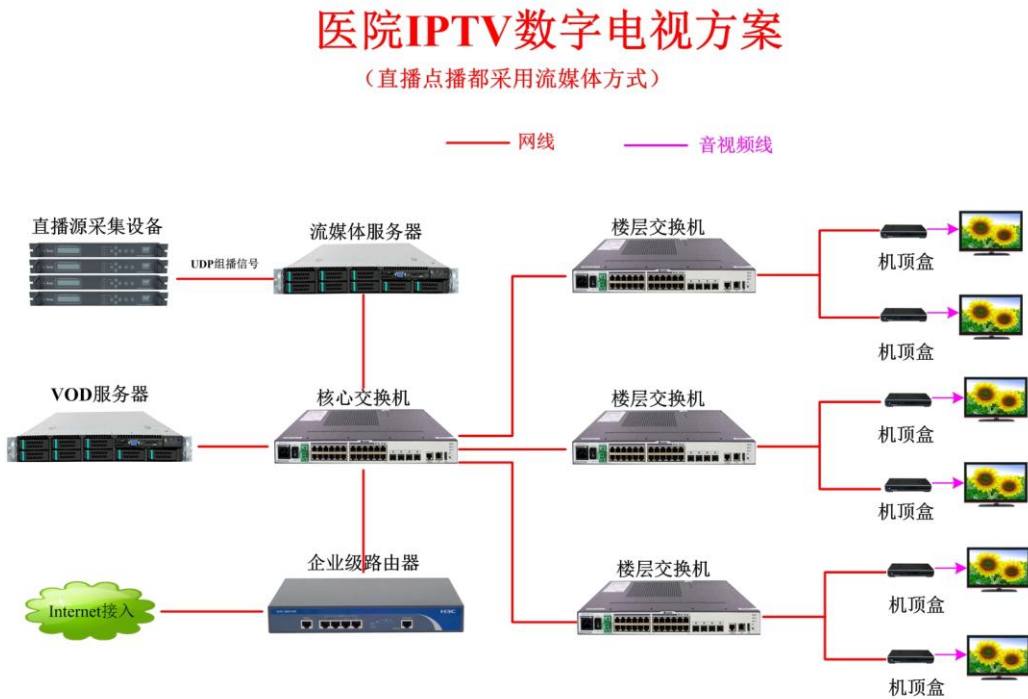 医院IPTV数字电视方案
（直播点播都采用流媒体方式）
网线
音视频线
直播源采集设备
UDP组播信号
流媒体服务器
楼层交换机
机顶盒
机顶盒
VOD服务器
核心交换机
楼层交换机
机顶盒
机顶盒
Internet接入
企业级路由器
H3C
楼层交换机
机顶盒
机顶盒